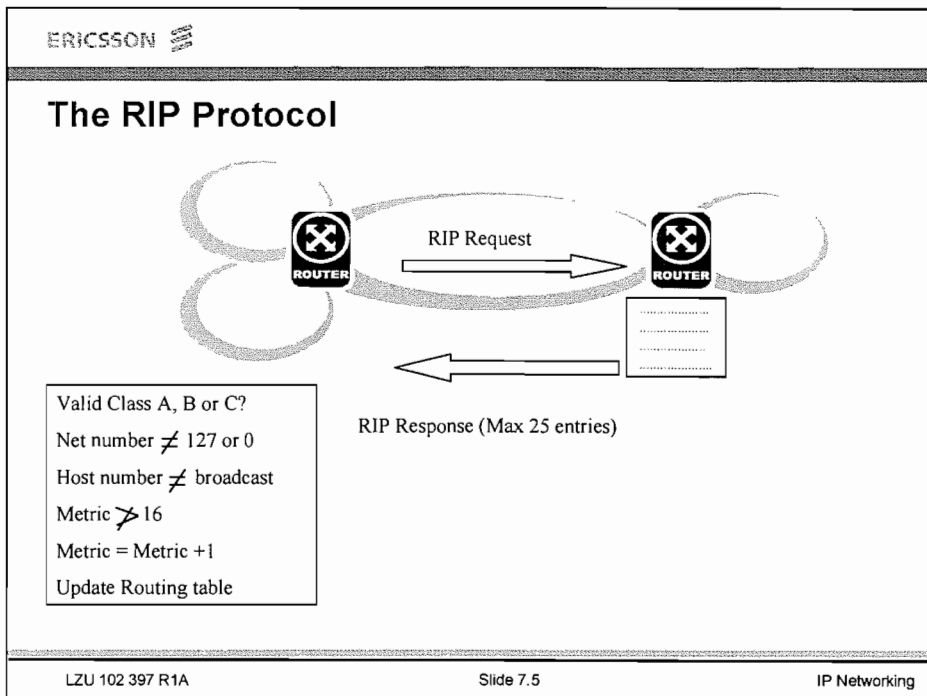 ERICSSON
The RIP Protocol
ROUTER
RIP Request
ROUTER
RIP Response (Max 25 entries)
Valid Class A, B or C?
Net number ≠ 127 or 0
Host number ≠ broadcast
Metric ≯ 16
Metric = Metric +1
Update Routing table
LZU 102 397 R1A
Slide 7.5
IP Networking